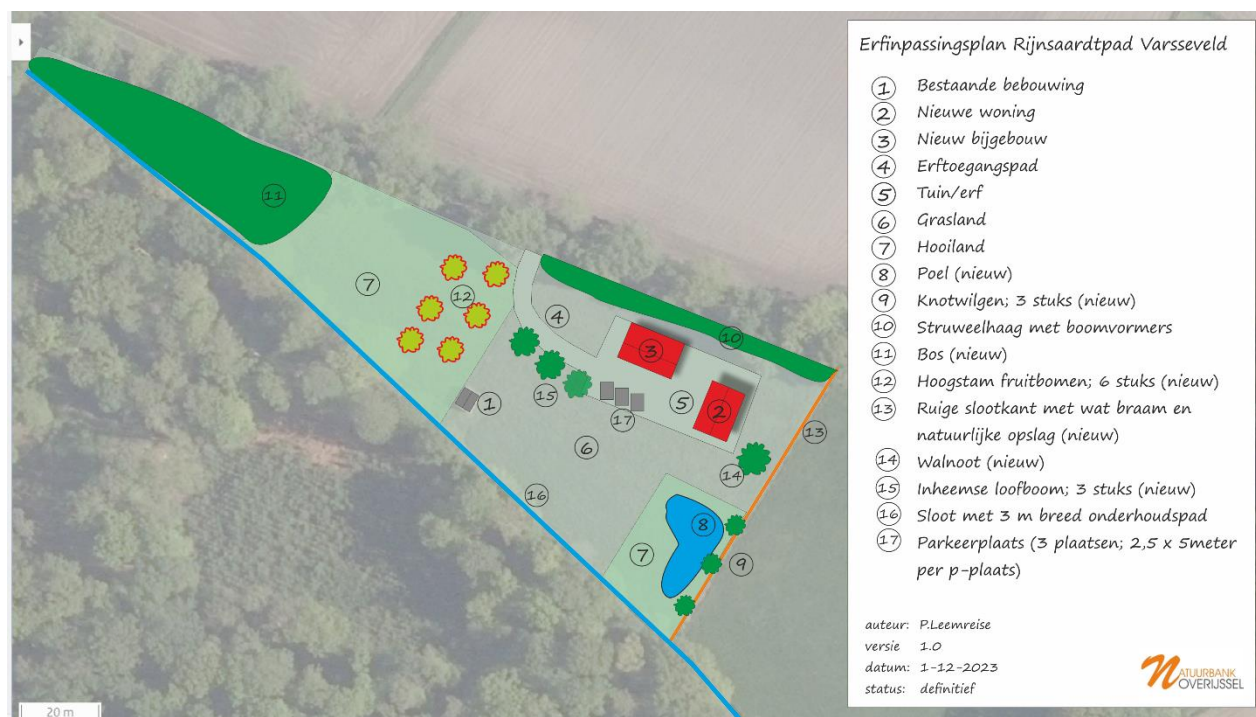 Erfinpassingsplan Rijnsaardtpad Varsseveld
1 Bestaande bebouwing
2 Nieuwe woning
3 Nieuw bijgebouw
4 Erftoegangspad
5 Tuin/erf
6 Grasland
7 Hooiland
8 Poel (nieuw)
9 Knotwilgen; 3 stuks (nieuw)
10 Struweelhaag met boomvormers
11 Bos (nieuw)
12 Hoogstam fruitbomen; 6 stuks (nieuw)
13 Ruige slootkant met wat braam en
natuurlijke opslag (nieuw)
14 Walnoot (nieuw)
15 Inheemse loofboom; 3 stuks (nieuw)
16 Sloot met 3 m breed onderhoudspad
17 Parkeerplaats (3 plaatsen; 2,5 x 5meter
per p-plaats)
auteur: P.Leemreise
versie 1.0
datum: 1-12-2023
status: definitief
NATUURBANK
OVERIJSSEL
11
7
12
4
10
3
15
1
17
5
2
13
6
14
16
8
7
9
20 m